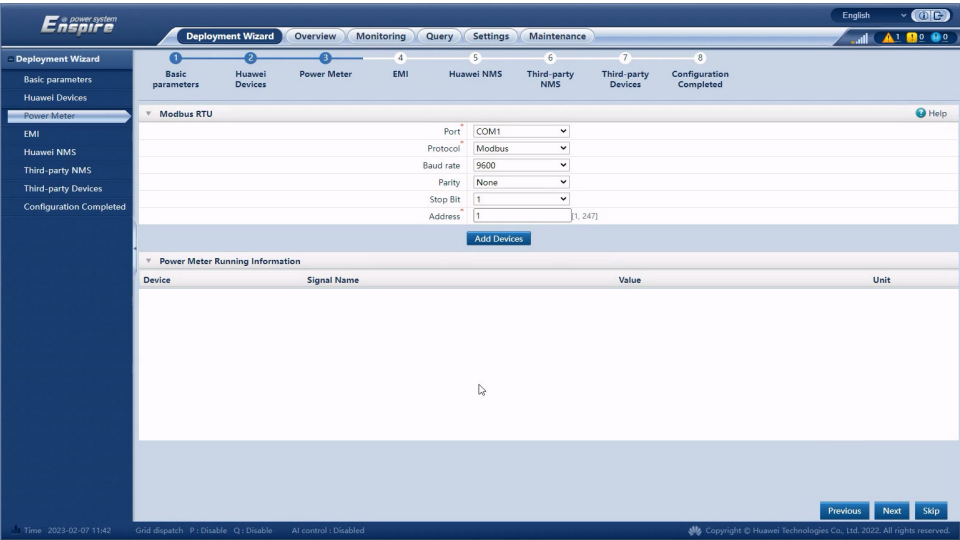 Enspire power system
English
Deployment Wizard Overview Monitoring Query Settings Maintenance
1 0 0
Deployment Wizard
Basic parameters
Huawei Devices
Power Meter
EMI
Huawei NMS
Third-party NMS
Third-party Devices
Configuration Completed
1 2 3 4 5 6 7 8
Basic parameters
Huawei Devices
Power Meter
EMI
Huawei NMS
Third-party NMS
Third-party Devices
Configuration Completed
Modbus RTU
Help
Port* COM1
Protocol* Modbus
Baud rate 9600
Parity None
Stop Bit 1
Address* 1 [1, 247]
Add Devices
Power Meter Running Information
Device Signal Name Value Unit
Previous Next Skip
Time 2023-02-07 11:42 Grid dispatch P : Disable Q : Disable AI control : Disabled Copyright © Huawei Technologies Co., Ltd. 2022. All rights reserved.